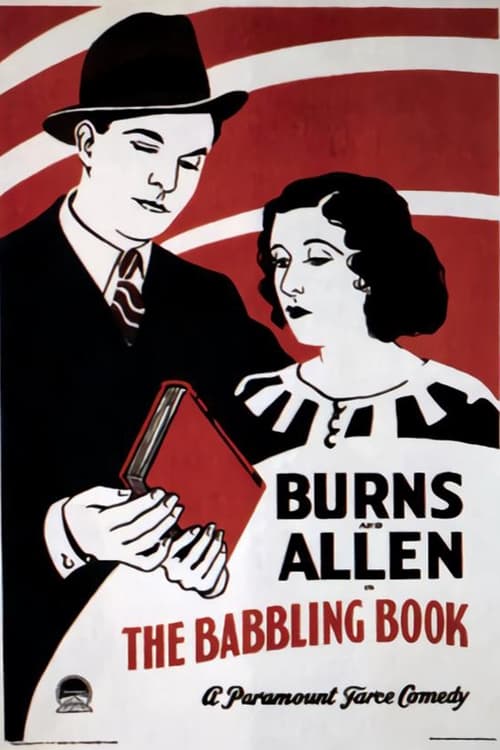 BURNS
AND
ALLEN
IN
THE BABBLING BOOK
A Paramount Farce Comedy